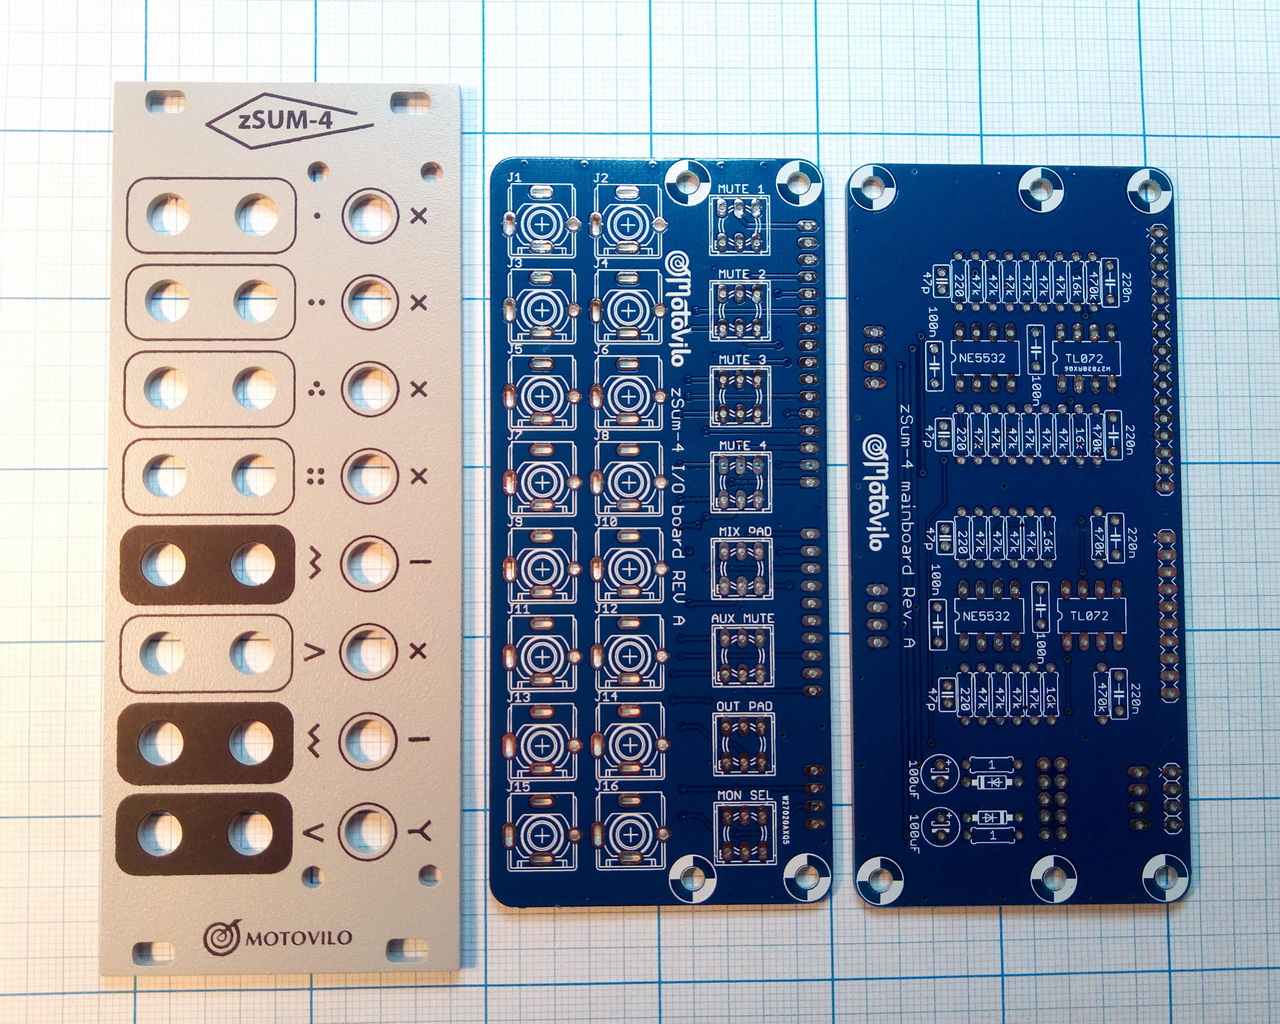 zSUM-4
MOTOVILO
J1
J2
J3
J4
J5
J6
J7
J8
J9
J10
J11
J12
J13
J14
J15
J16
MotoVilo
zSum-4 I/O board REV A
MUTE 1
MUTE 2
MUTE 3
MUTE 4
MIX PAD
AUX MUTE
OUT PAD
MON SEL
MotoVilo
zSum-4 mainboard Rev. A
47p
220
47k
47k
47k
47k
47k
16k
470k
220n
100n
NE5532
100n
TL072
47p
220
47k
47k
47k
47k
47k
16k
470k
220n
47p
220
47k
47k
47k
16k
470k
220n
100n
NE5532
100n
TL072
47p
220
47k
47k
47k
47k
16k
470k
220n
100uF
1
100uF
1